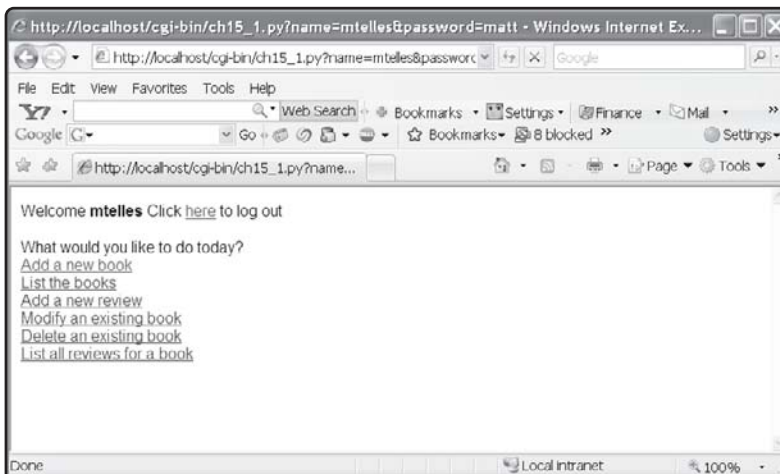 http://localhost/cgi-bin/ch15_1.py?name=mtelles&password=matt - Windows Internet Ex...
http://localhost/cgi-bin/ch15_1.py?name=mtelles&passworc Google
File Edit View Favorites Tools Help
Y7 Web Search Bookmarks Settings Finance Mail »
Google G Go Bookmarks 8 blocked » Settings
http://localhost/cgi-bin/ch15_1.py?name... Page Tools
Welcome mtelles Click here to log out
What would you like to do today?
Add a new book
List the books
Add a new review
Modify an existing book
Delete an existing book
List all reviews for a book
Done Local intranet 100%